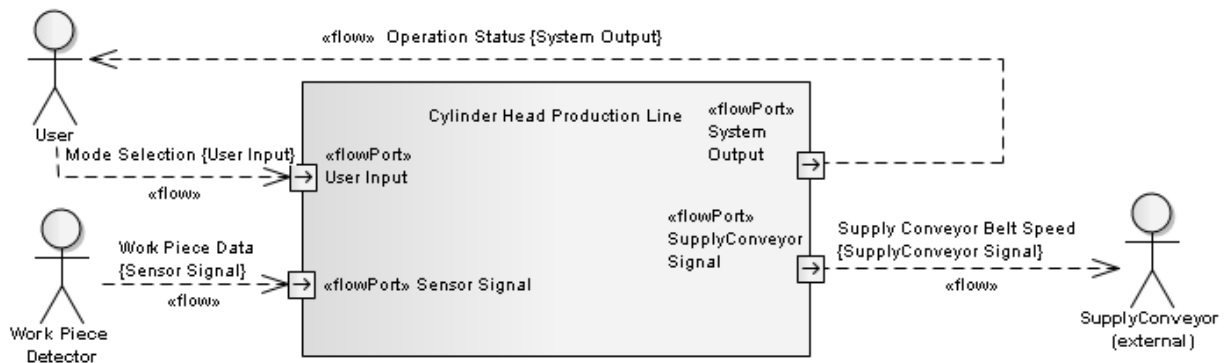 «flow» Operation Status {System Output}
User
Mode Selection {User Input}
«flow»
Cylinder Head Production Line
«flowPort»
User Input
«flowPort»
System
Output
Work Piece Data
{Sensor Signal}
«flow»
Work Piece
Detector
«flowPort» Sensor Signal
«flowPort»
SupplyConveyor
Signal
Supply Conveyor Belt Speed
{SupplyConveyor Signal}
«flow»
SupplyConveyor
(external)